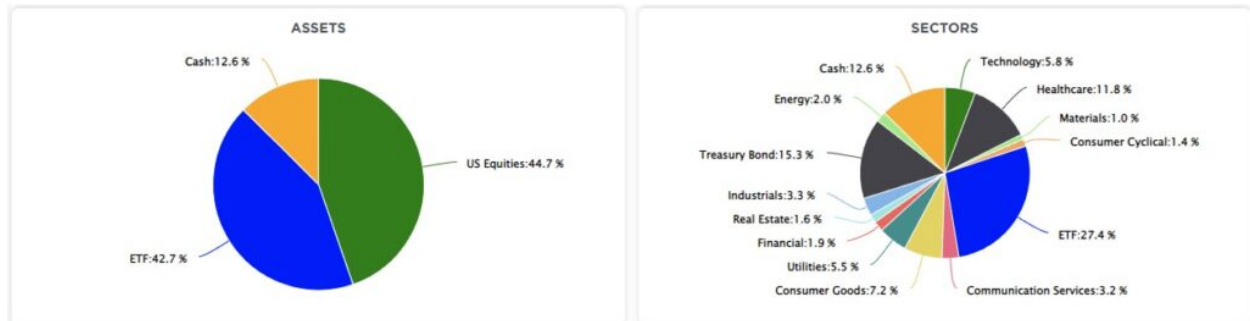 ASSETS
Cash:12.6 %
US Equities:44.7 %
ETF:42.7 %
SECTORS
Cash:12.6 %
Technology:5.8 %
Healthcare:11.8 %
Energy:2.0 %
Materials:1.0 %
Consumer Cyclical:1.4 %
Treasury Bond:15.3 %
Industrials:3.3 %
Real Estate:1.6 %
ETF:27.4 %
Financial:1.9 %
Utilities:5.5 %
Consumer Goods:7.2 %
Communication Services:3.2 %